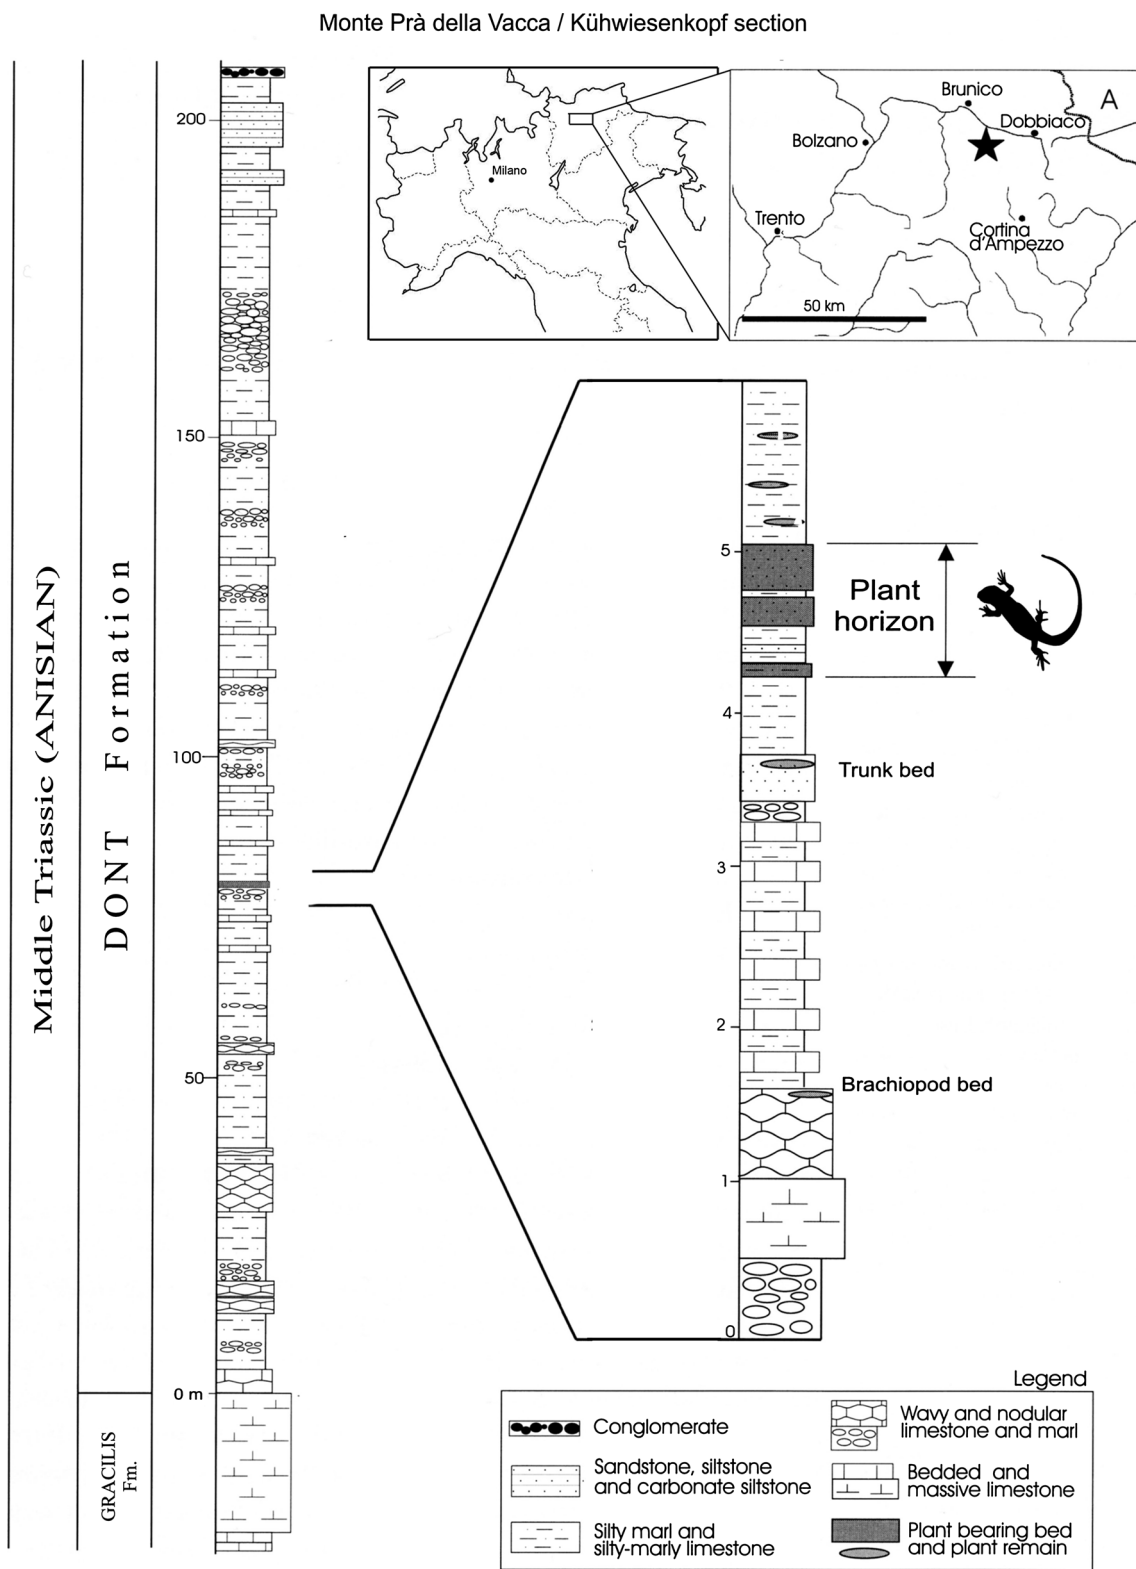 Monte Prà della Vacca / Kühwiesenkopf section
Middle Triassic (ANISIAN)
DONT Formation
GRACILIS
Fm.
200
150
100
50
0 m
Milano
A
Brunico
Dobbiaco
Bolzano
Trento
Cortina
d'Ampezzo
50 km
5
4
3
2
1
0
Plant
horizon
Trunk bed
Brachiopod bed
Legend
Conglomerate
Sandstone, siltstone
and carbonate siltstone
Silty marl and
silty-marly limestone
Wavy and nodular
limestone and marl
Bedded and
massive limestone
Plant bearing bed
and plant remain